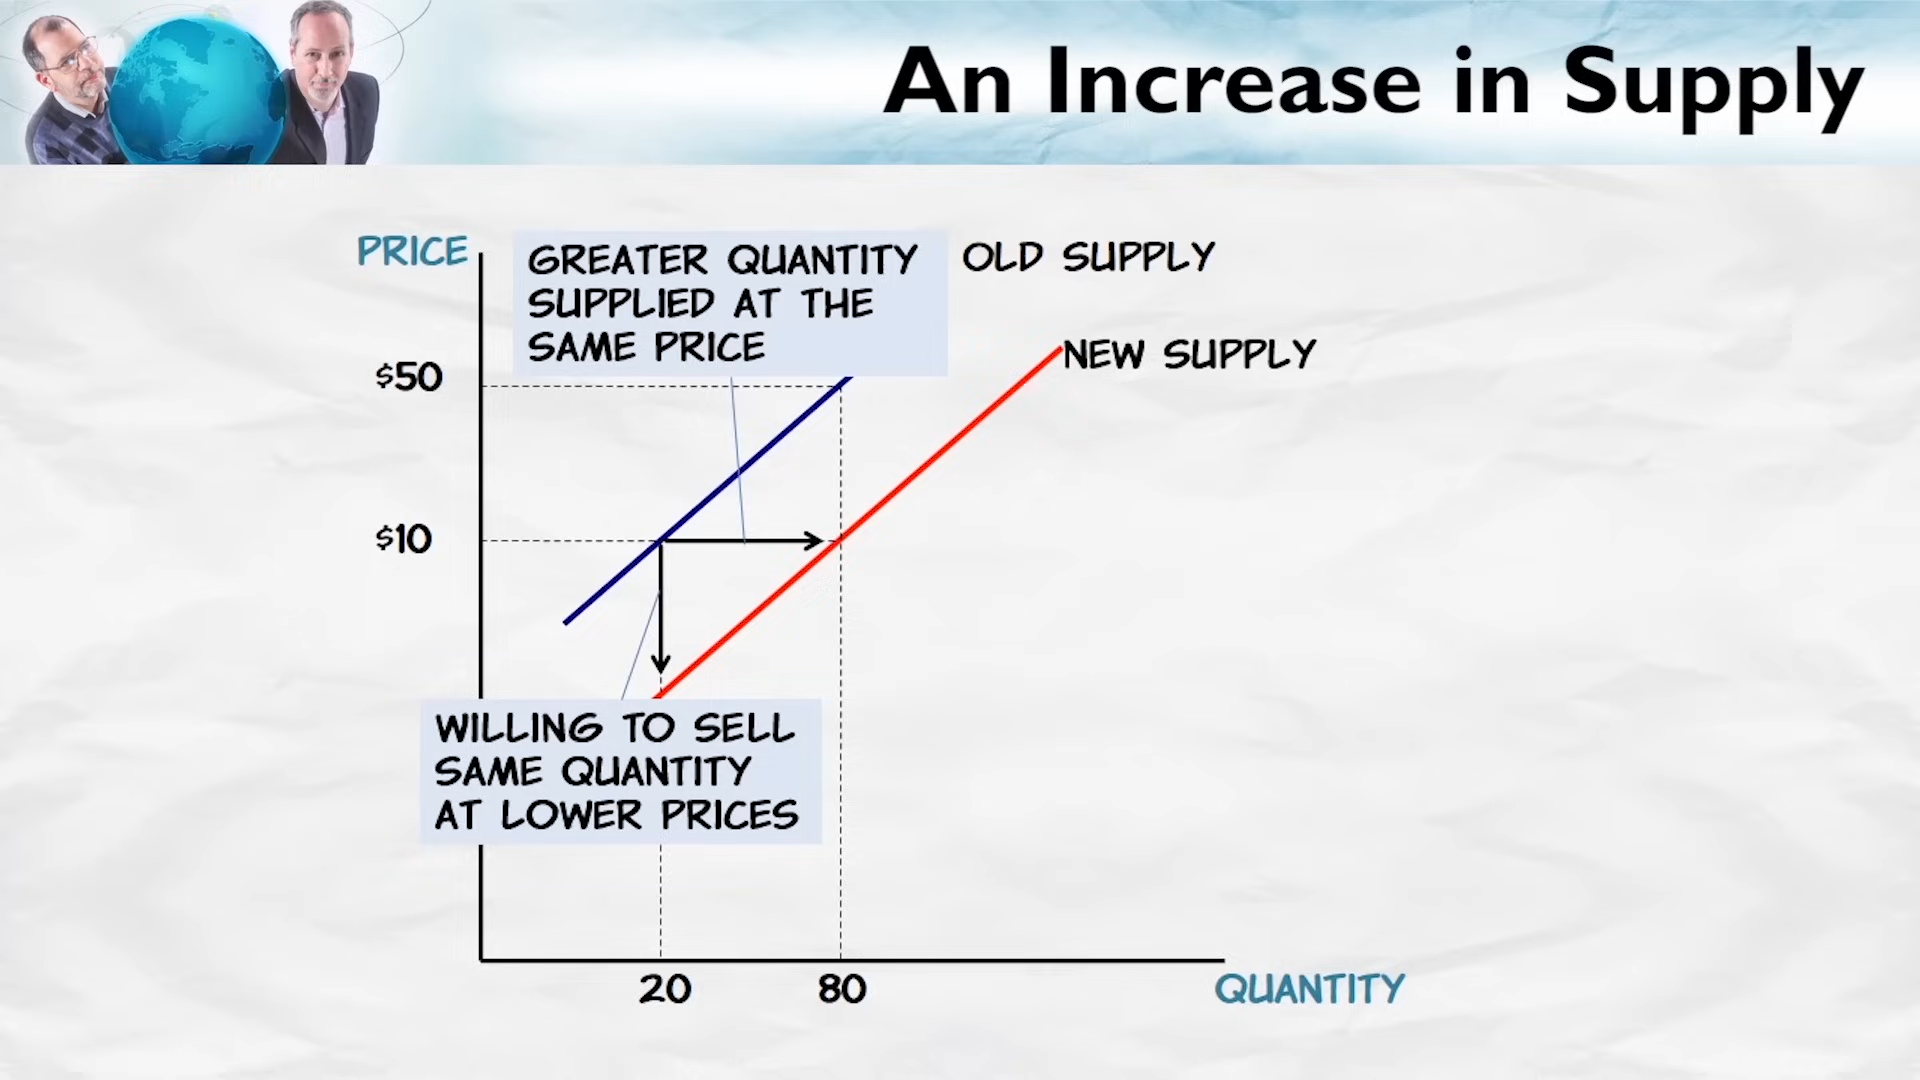 An Increase in Supply
PRICE
GREATER QUANTITY
SUPPLIED AT THE
SAME PRICE
OLD SUPPLY
NEW SUPPLY
$50
$10
WILLING TO SELL
SAME QUANTITY
AT LOWER PRICES
20
80
QUANTITY